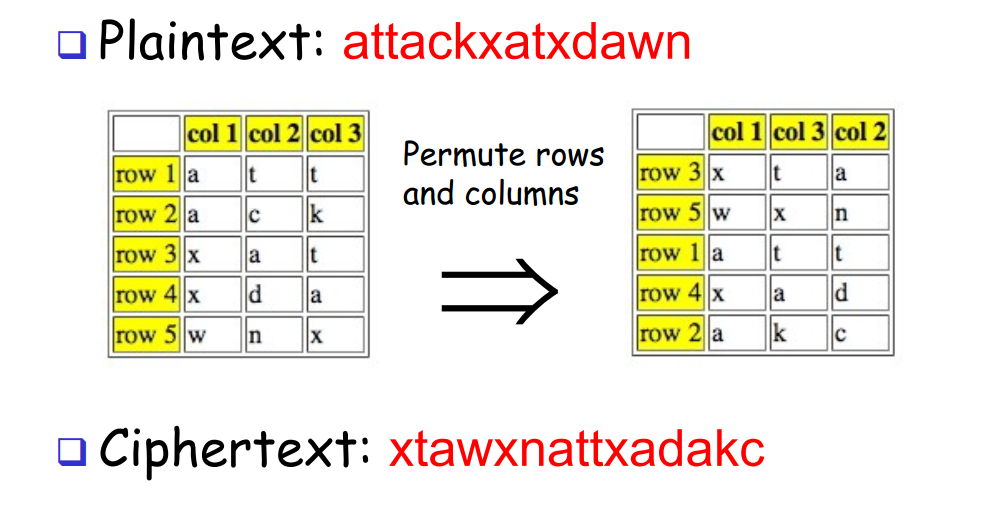 Plaintext: attackxatxdawn
col 1 col 2 col 3
row 1 a t t
row 2 a c k
row 3 x a t
row 4 x d a
row 5 w n x
Permute rows
and columns
col 1 col 3 col 2
row 3 x t a
row 5 w x n
row 1 a t t
row 4 x a d
row 2 a k c
Ciphertext: xtawxnattxadakc